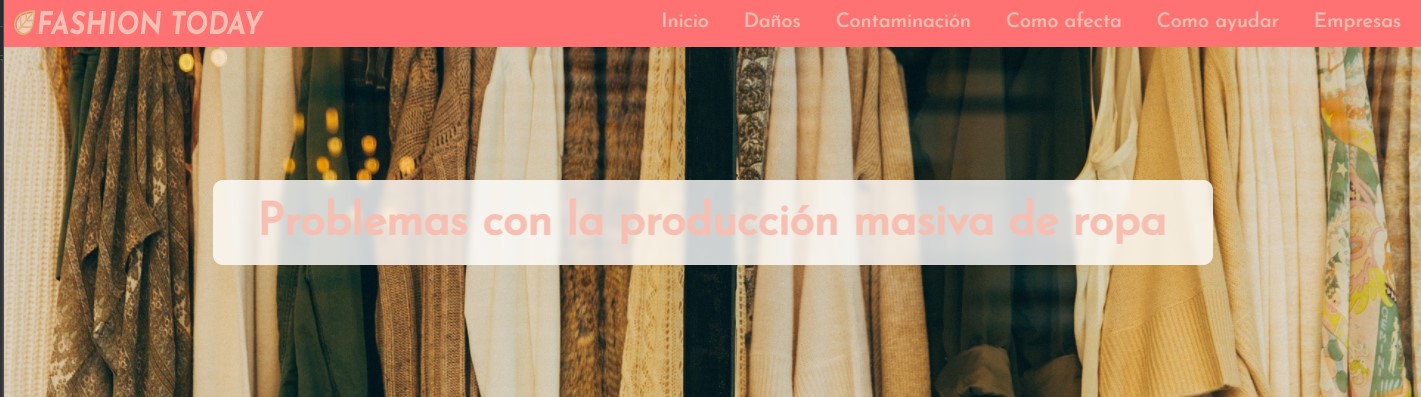 FASHION TODAY
Inicio Daños Contaminación Como afecta Como ayudar Empresas
Problemas con la producción masiva de ropa